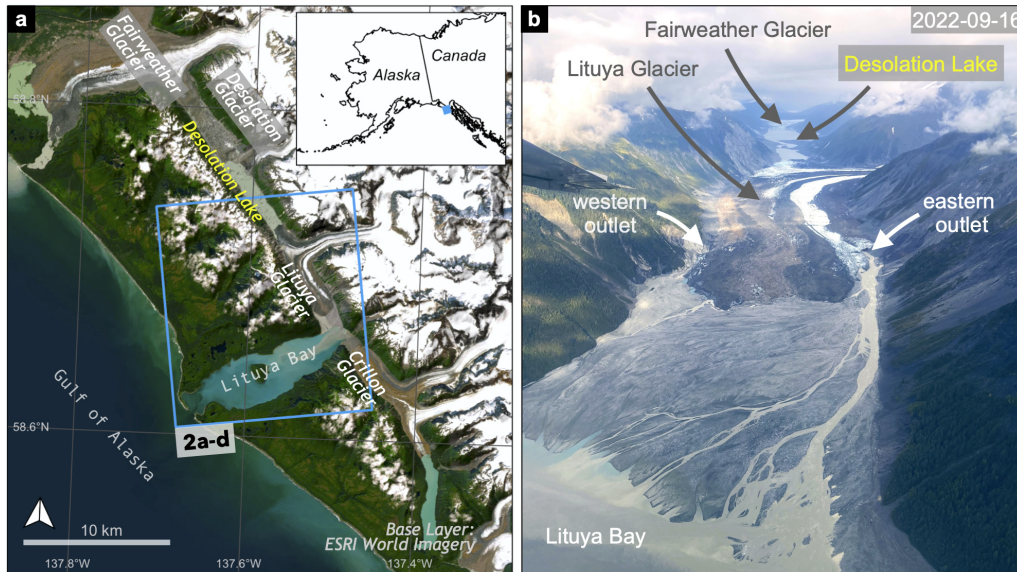 a
Fairweather
Glacier
Desolation
Glacier
Desolation Lake
Lituya
Glacier
Lituya Bay
Crillon
Glacier
Gulf of Alaska
Alaska
Canada
58.8°N
58.6°N
2a-d
10 km
Base Layer:
ESRI World Imagery
137.8°W
137.6°W
137.4°W
b
2022-09-16
Fairweather Glacier
Lituya Glacier
Desolation Lake
western
outlet
eastern
outlet
Lituya Bay